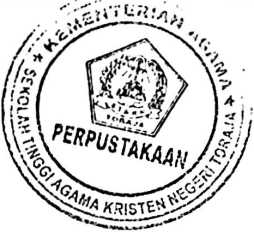 KEMENTERIAN AGAMA
SEKOLAH TINGGI AGAMA KRISTEN NEGERI TORAJA
PERPUSTAKAAN